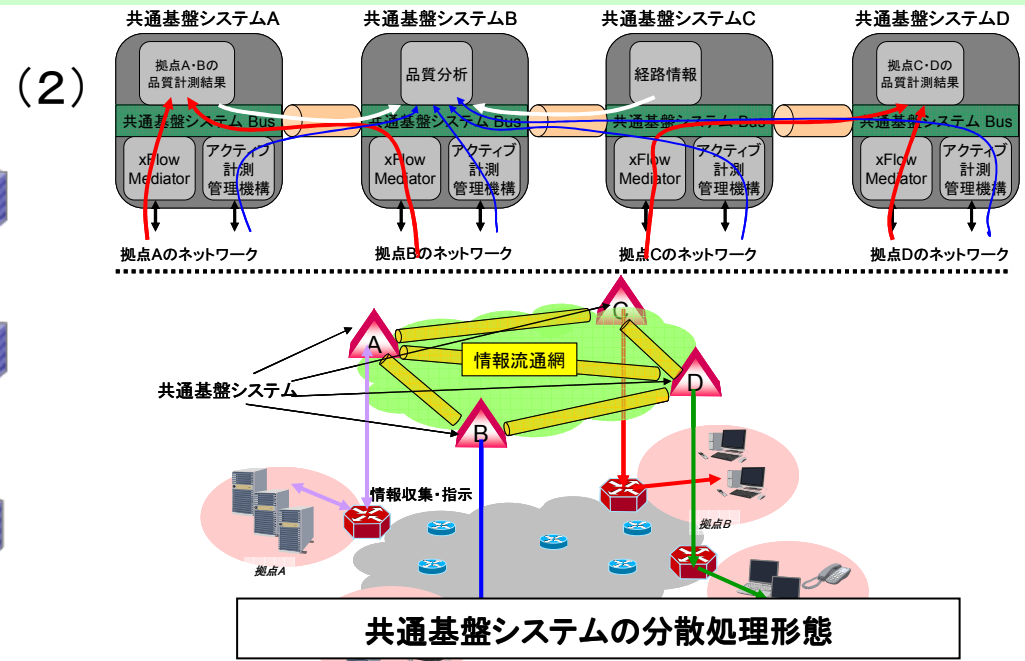 共通基盤システムA
共通基盤システムB
共通基盤システムC
共通基盤システムD
(2)
拠点A・Bの
品質計測結果
品質分析
経路情報
拠点C・Dの
品質計測結果
共通基盤システム Bus
共通基盤システム Bus
共通基盤システム Bus
共通基盤システム Bus
xFlow
Mediator
アクティブ
計測
管理機構
xFlow
Mediator
アクティブ
計測
管理機構
xFlow
Mediator
アクティブ
計測
管理機構
xFlow
Mediator
アクティブ
計測
管理機構
拠点Aのネットワーク
拠点Bのネットワーク
拠点Cのネットワーク
拠点Dのネットワーク
C
A
情報流通網
D
共通基盤システム
B
情報収集・指示
拠点B
拠点A
共通基盤システムの分散処理形態